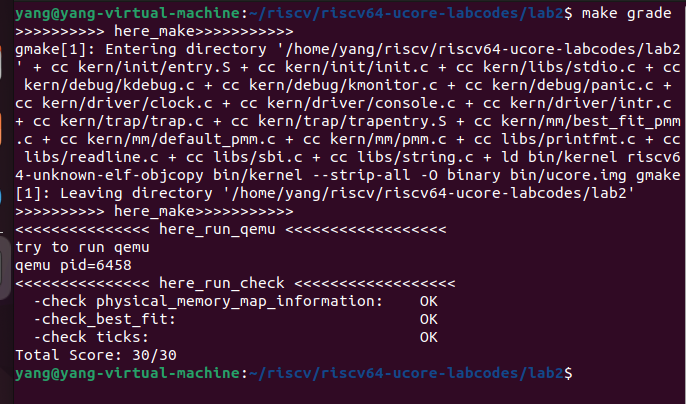 yang@yang-virtual-machine:~/riscv/riscv64-ucore-labcodes/lab2$ make grade
>>>>>>>>>> here_make>>>>>>>>>>>
gmake[1]: Entering directory '/home/yang/riscv/riscv64-ucore-labcodes/lab2
' + cc kern/init/entry.S + cc kern/init/init.c + cc kern/libs/stdio.c + cc
 kern/debug/kdebug.c + cc kern/debug/kmonitor.c + cc kern/debug/panic.c +
cc kern/driver/clock.c + cc kern/driver/console.c + cc kern/driver/intr.c
+ cc kern/trap/trap.c + cc kern/trap/trapentry.S + cc kern/mm/best_fit_pmm
.c + cc kern/mm/default_pmm.c + cc kern/mm/pmm.c + cc libs/printfmt.c + cc
 libs/readline.c + cc libs/sbi.c + cc libs/string.c + ld bin/kernel riscv6
4-unknown-elf-objcopy bin/kernel --strip-all -O binary bin/ucore.img gmake
[1]: Leaving directory '/home/yang/riscv/riscv64-ucore-labcodes/lab2'
>>>>>>>>>> here_make>>>>>>>>>>>
<<<<<<<<<<<<<<< here_run_qemu <<<<<<<<<<<<<<<<<<
try to run qemu
qemu pid=6458
<<<<<<<<<<<<<<< here_run_check <<<<<<<<<<<<<<<<<<
  -check physical_memory_map_information:    OK
  -check_best_fit:                           OK
  -check ticks:                              OK
Total Score: 30/30
yang@yang-virtual-machine:~/riscv/riscv64-ucore-labcodes/lab2$